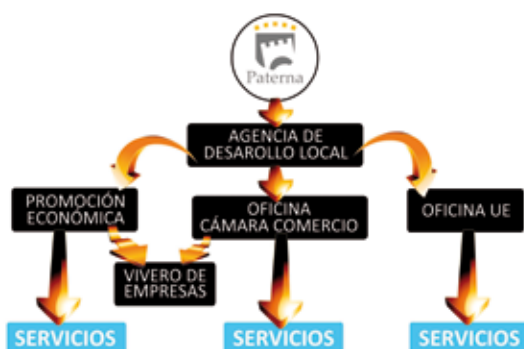 Paterna
AGENCIA DE
DESAROLLO LOCAL
PROMOCIÓN
ECONÓMICA
OFICINA
CÁMARA COMERCIO
OFICINA UE
VIVERO DE
EMPRESAS
SERVICIOS
SERVICIOS
SERVICIOS